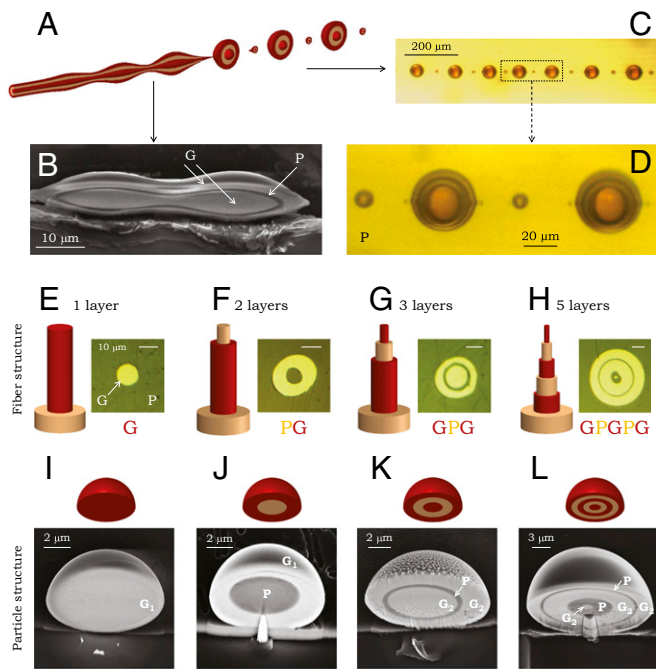 A
C
200 µm
B
G
P
10 µm
D
P
20 µm
E 1 layer
F 2 layers
G 3 layers
H 5 layers
Fiber structure
10 µm
G
P
G
PG
GPG
GPGPG
I
J
K
L
Particle structure
2 µm
G₁
2 µm
G₁
P
2 µm
P
G₂
G₂
3 µm
P
P
G₂
G₂
G₂